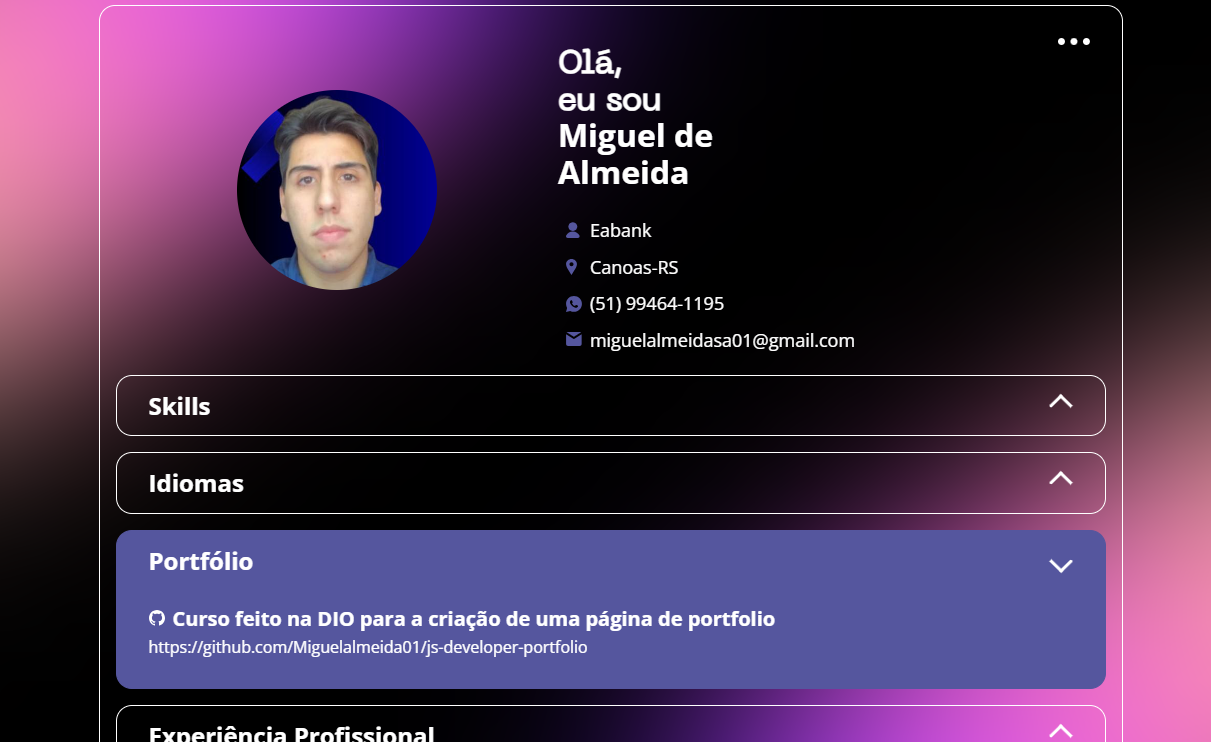 Olá,
eu sou
Miguel de
Almeida
Eabank
Canoas-RS
(51) 99464-1195
miguelalmeidasa01@gmail.com
Skills
Idiomas
Portfólio
Curso feito na DIO para a criação de uma página de portfolio
https://github.com/Miguelalmeida01/js-developer-portfolio
Experiência Profissional